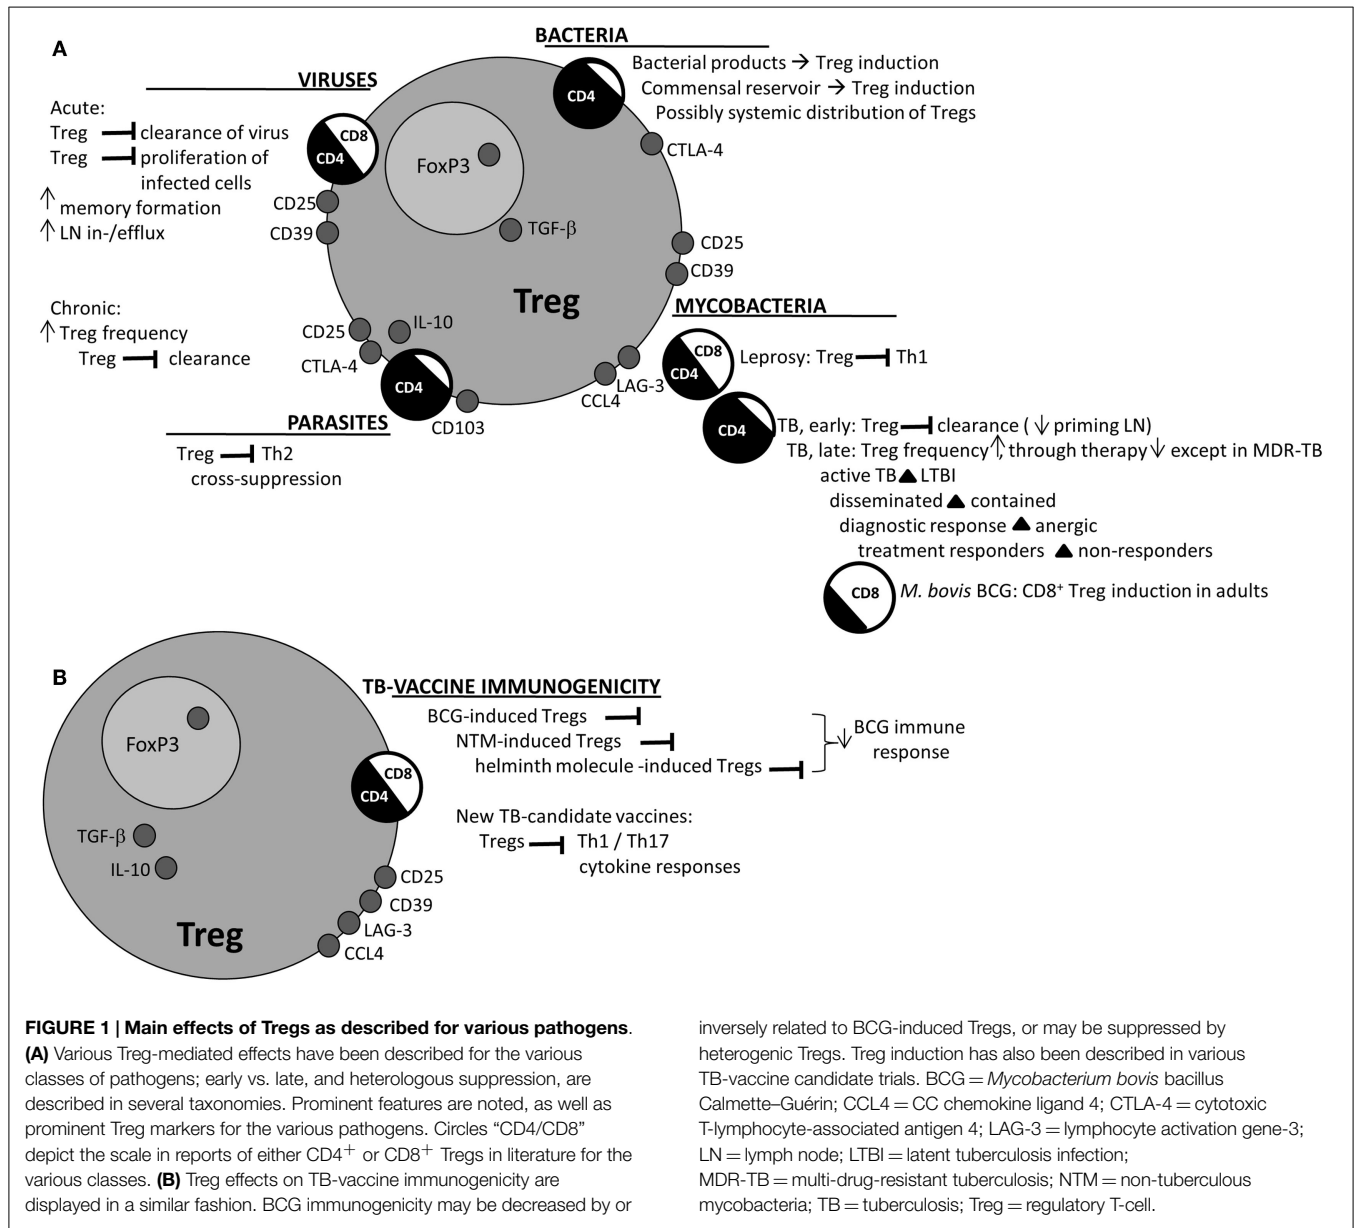 A
BACTERIA
CD4
Bacterial products → Treg induction
Commensal reservoir → Treg induction
Possibly systemic distribution of Tregs
VIRUSES
Acute:
Treg ⊣ clearance of virus
Treg ⊣ proliferation of
infected cells
↑ memory formation
↑ LN in-/efflux
CD8
CD4
FoxP3
CTLA-4
CD25
CD39
TGF-β
CD25
CD39
Treg
Chronic:
↑ Treg frequency
Treg ⊣ clearance
CD25
IL-10
CTLA-4
CD4
CD103
LAG-3
CCL4
PARASITES
Treg ⊣ Th2
cross-suppression
MYCOBACTERIA
CD8
CD4
Leprosy: Treg ⊣ Th1
CD4
TB, early: Treg ⊣ clearance ( ↓ priming LN)
TB, late: Treg frequency ↑, through therapy ↓ except in MDR-TB
active TB ▲ LTBI
disseminated ▲ contained
diagnostic response ▲ anergic
treatment responders ▲ non-responders
CD8
M. bovis BCG: CD8+ Treg induction in adults
B
FoxP3
TGF-β
IL-10
Treg
CD8
CD4
CD25
CD39
LAG-3
CCL4
TB-VACCINE IMMUNOGENICITY
BCG-induced Tregs ⊣
NTM-induced Tregs ⊣
helminth molecule -induced Tregs ⊣
↓ BCG immune
response
New TB-candidate vaccines:
Tregs ⊣ Th1 / Th17
cytokine responses
FIGURE 1 | Main effects of Tregs as described for various pathogens.
(A) Various Treg-mediated effects have been described for the various
classes of pathogens; early vs. late, and heterologous suppression, are
described in several taxonomies. Prominent features are noted, as well as
prominent Treg markers for the various pathogens. Circles “CD4/CD8”
depict the scale in reports of either CD4+ or CD8+ Tregs in literature for the
various classes. (B) Treg effects on TB-vaccine immunogenicity are
displayed in a similar fashion. BCG immunogenicity may be decreased by or
inversely related to BCG-induced Tregs, or may be suppressed by
heterogenic Tregs. Treg induction has also been described in various
TB-vaccine candidate trials. BCG = Mycobacterium bovis bacillus
Calmette–Guérin; CCL4 = CC chemokine ligand 4; CTLA-4 = cytotoxic
T-lymphocyte-associated antigen 4; LAG-3 = lymphocyte activation gene-3;
LN = lymph node; LTBI = latent tuberculosis infection;
MDR-TB = multi-drug-resistant tuberculosis; NTM = non-tuberculous
mycobacteria; TB = tuberculosis; Treg = regulatory T-cell.